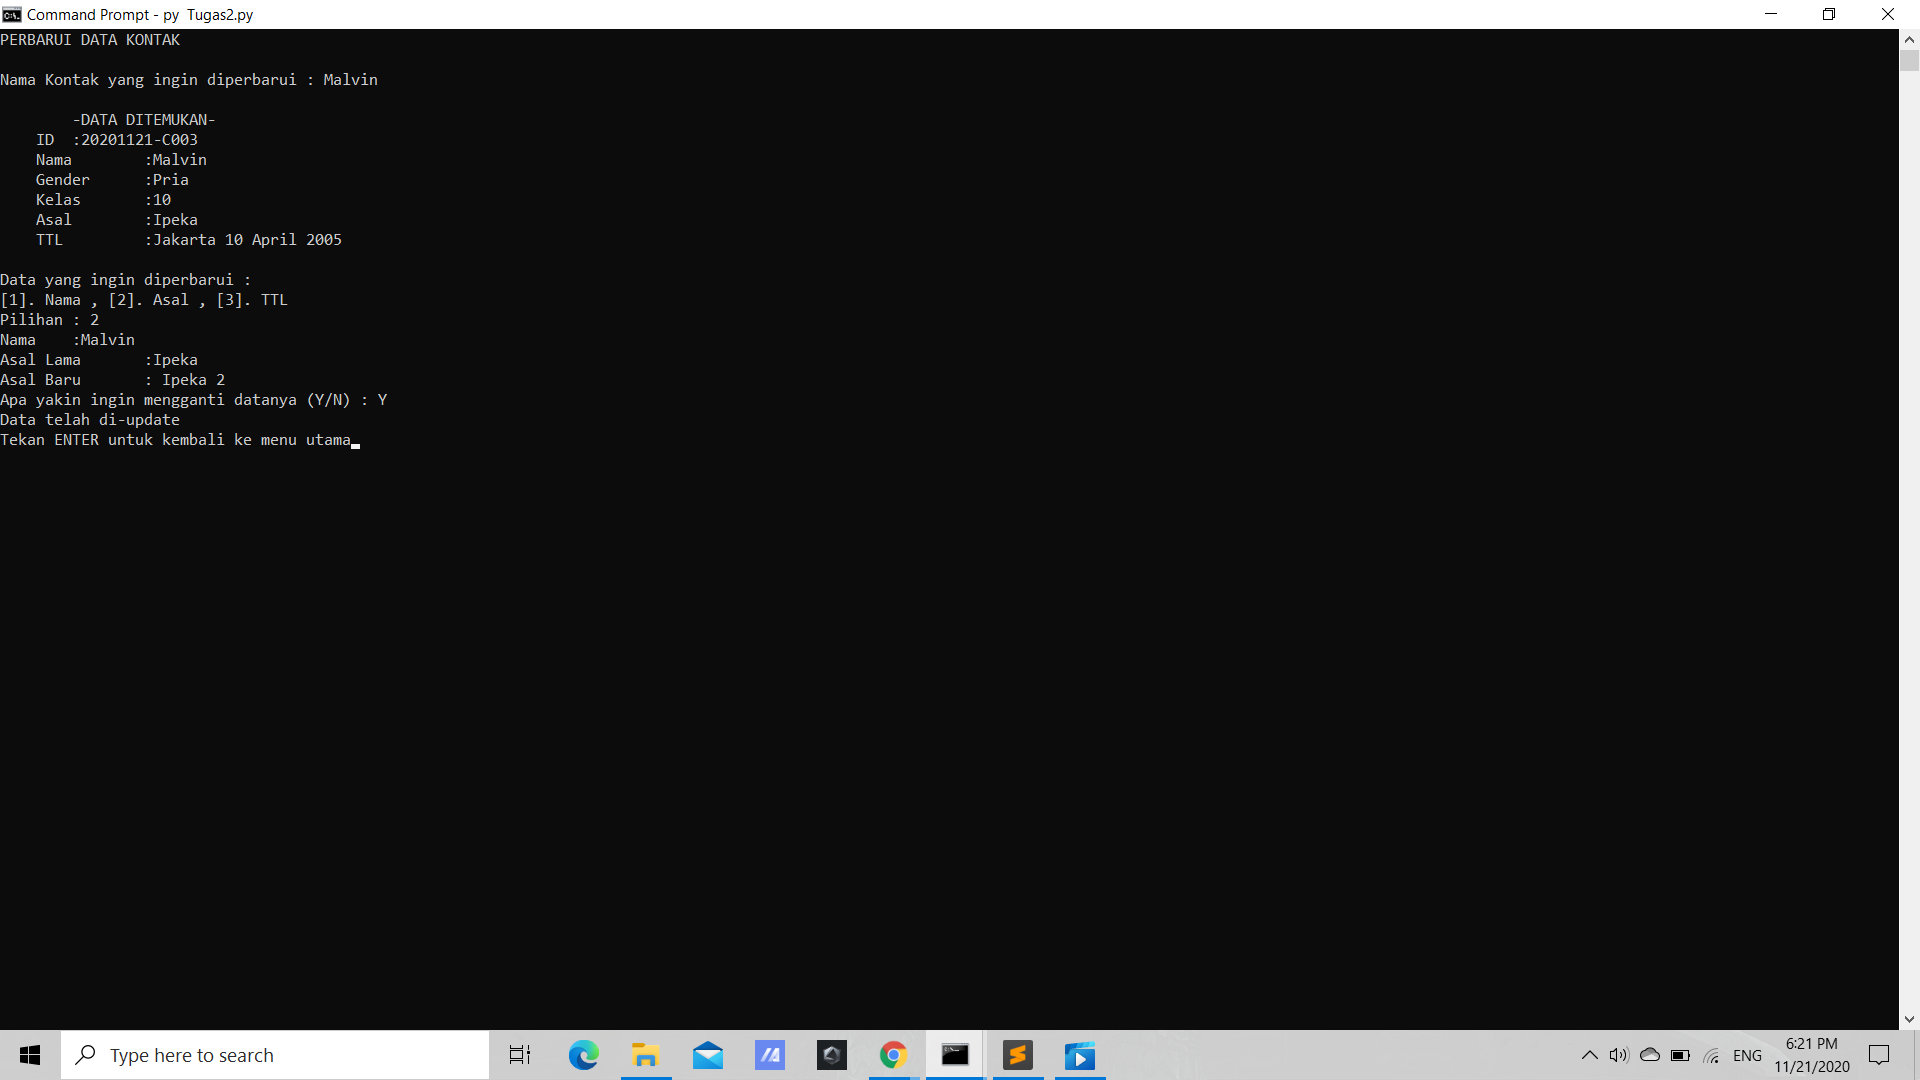 Command Prompt - py  Tugas2.py
PERBARUI DATA KONTAK
Nama Kontak yang ingin diperbarui : Malvin
-DATA DITEMUKAN-
ID  :20201121-C003
Nama        :Malvin
Gender      :Pria
Kelas       :10
Asal        :Ipeka
TTL         :Jakarta 10 April 2005
Data yang ingin diperbarui :
[1]. Nama , [2]. Asal , [3]. TTL
Pilihan : 2
Nama    :Malvin
Asal Lama       :Ipeka
Asal Baru       : Ipeka 2
Apa yakin ingin mengganti datanya (Y/N) : Y
Data telah di-update
Tekan ENTER untuk kembali ke menu utama
Type here to search
ENG
6:21 PM
11/21/2020